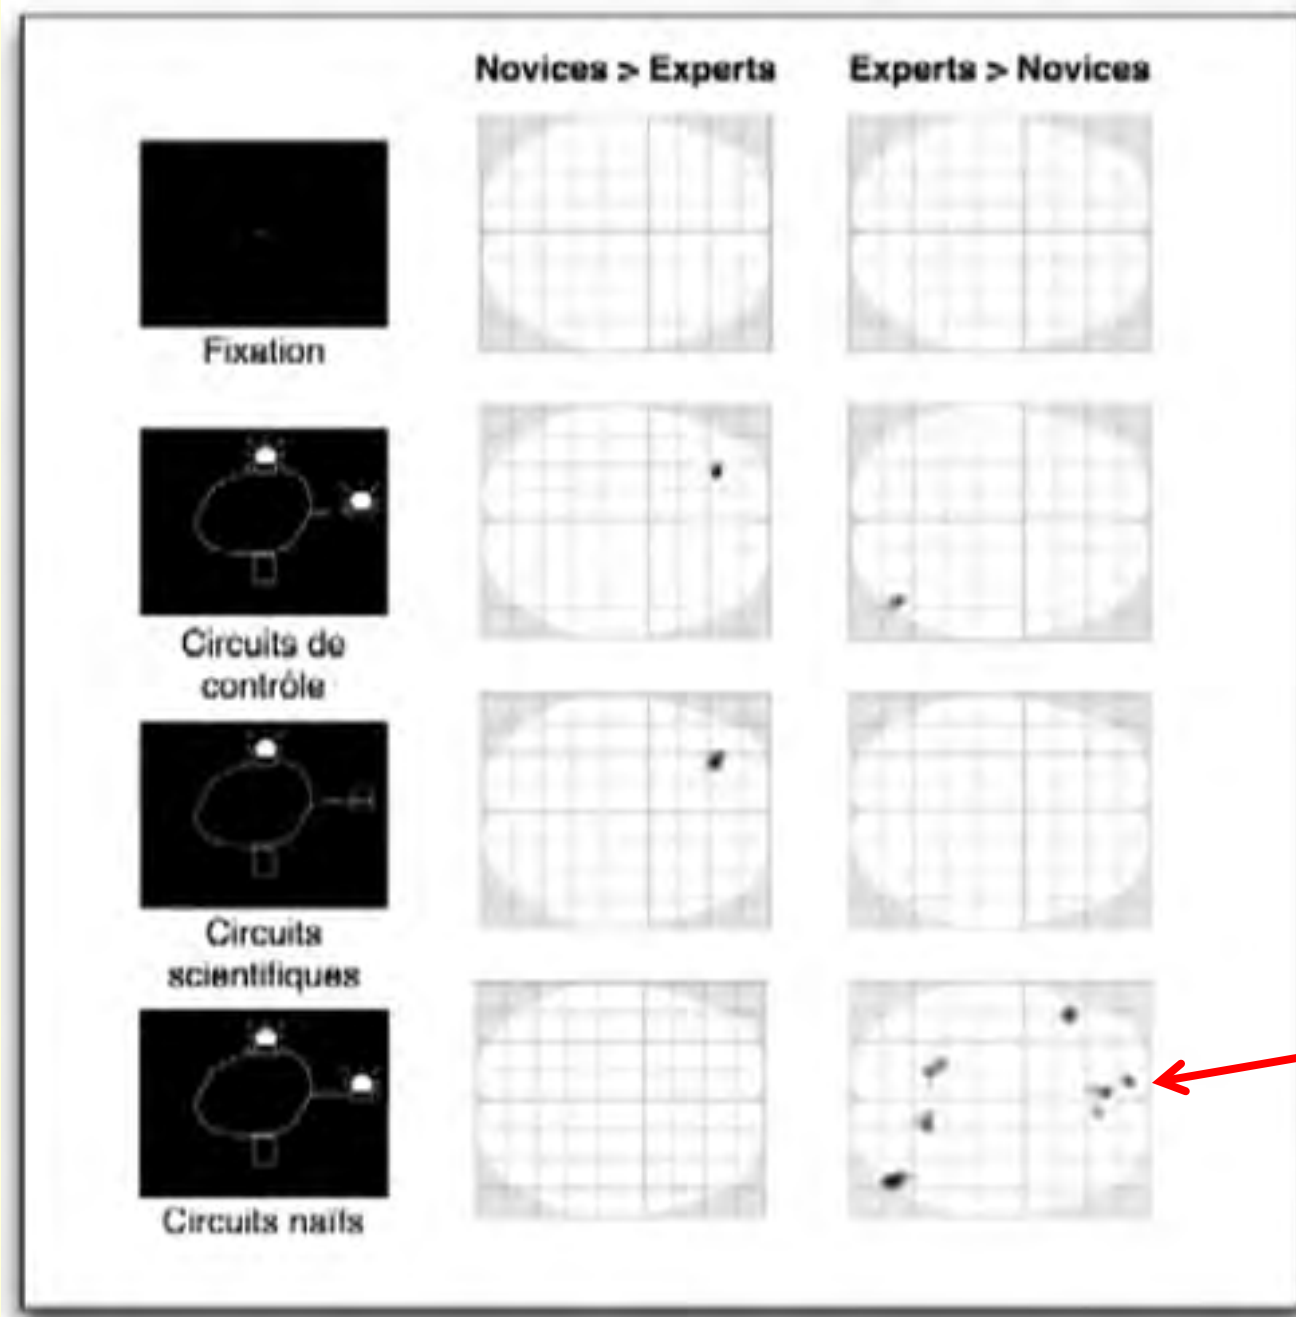 Novices > Experts
Experts > Novices
Fixation
Circuits de
contrôle
Circuits
scientifiques
Circuits naïfs